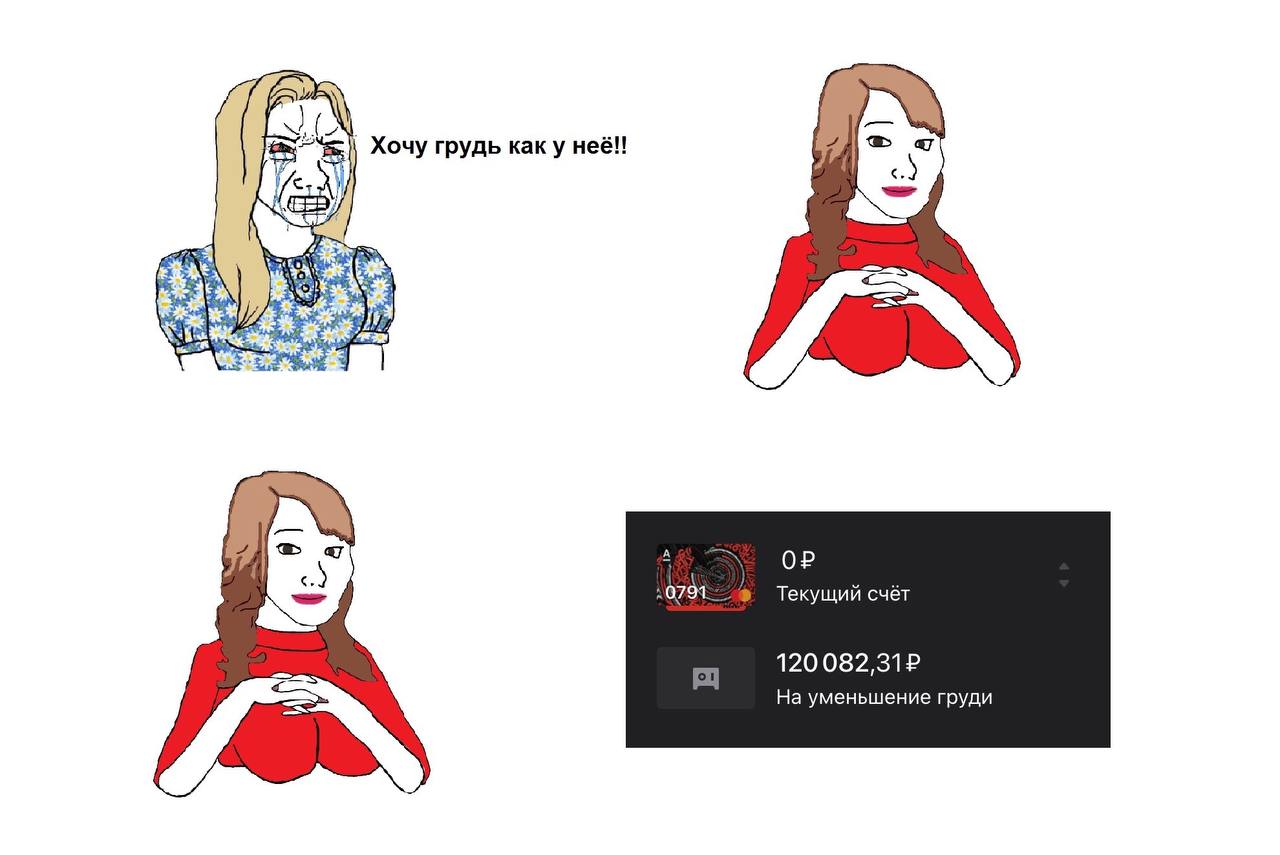 Хочу грудь как у неё!!
A
0791
0 ₽
Текущий счёт
120 082,31 ₽
На уменьшение груди